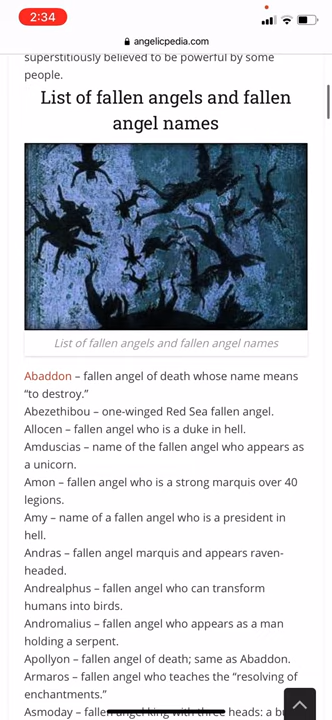 2:34
angelicpedia.com
superstitiously believed to be powerful by some
people.
List of fallen angels and fallen
angel names
List of fallen angels and fallen angel names
Abaddon – fallen angel of death whose name means
“to destroy.”
Abezethibou – one-winged Red Sea fallen angel.
Allocen – fallen angel who is a duke in hell.
Amduscias – name of the fallen angel who appears as
a unicorn.
Amon – fallen angel who is a strong marquis over 40
legions.
Amy – name of a fallen angel who is a president in
hell.
Andras – fallen angel marquis and appears raven-
headed.
Andrealphus – fallen angel who can transform
humans into birds.
Andromalius – fallen angel who appears as a man
holding a serpent.
Apollyon – fallen angel of death; same as Abaddon.
Armaros – fallen angel who teaches the “resolving of
enchantments.”
Asmoday – fallen angel king with three heads: a